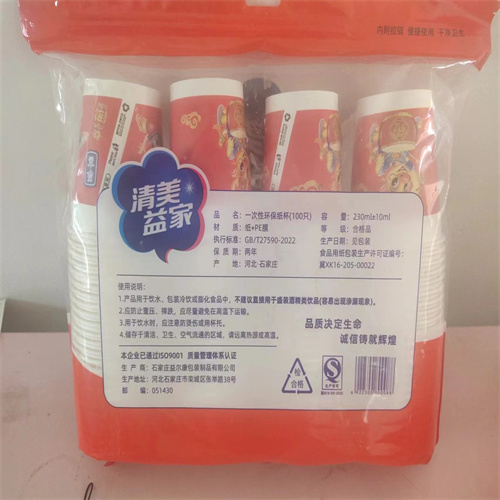 内附拉锁 便捷使用 干净卫生
清美
益家
品 名：一次性环保纸杯(100只)
材 质：纸+PE膜
执行标准：GB/T27590-2022
保 质 期：两年
产 地：河北·石家庄
容 量：230ml±10ml
等 级：合格品
生产日期：见包装
食品用纸包装生产许可证编号：
冀XK16-205-00022
使用说明：
1.产品用于饮水、包装冷饮或副化食品中，不建议直接用于盛装酒精类饮品(容易出现渗漏现象)。
2.应防止重压、摔跌，应尽量避免在高温下运输。
3.用于饮水时，应注意防烫伤或用杯托。
4.储存于清洁、卫生、空气流通的区域，请远离热源或高温。
品质决定生命
诚信铸就辉煌
本企业已通过ISO9001 质量管理体系认证
生 产 商：石家庄益尔康包装制品有限公司
地 址：河北石家庄市栾城区张举路38号
邮 编：051430
检
合格
生产许可